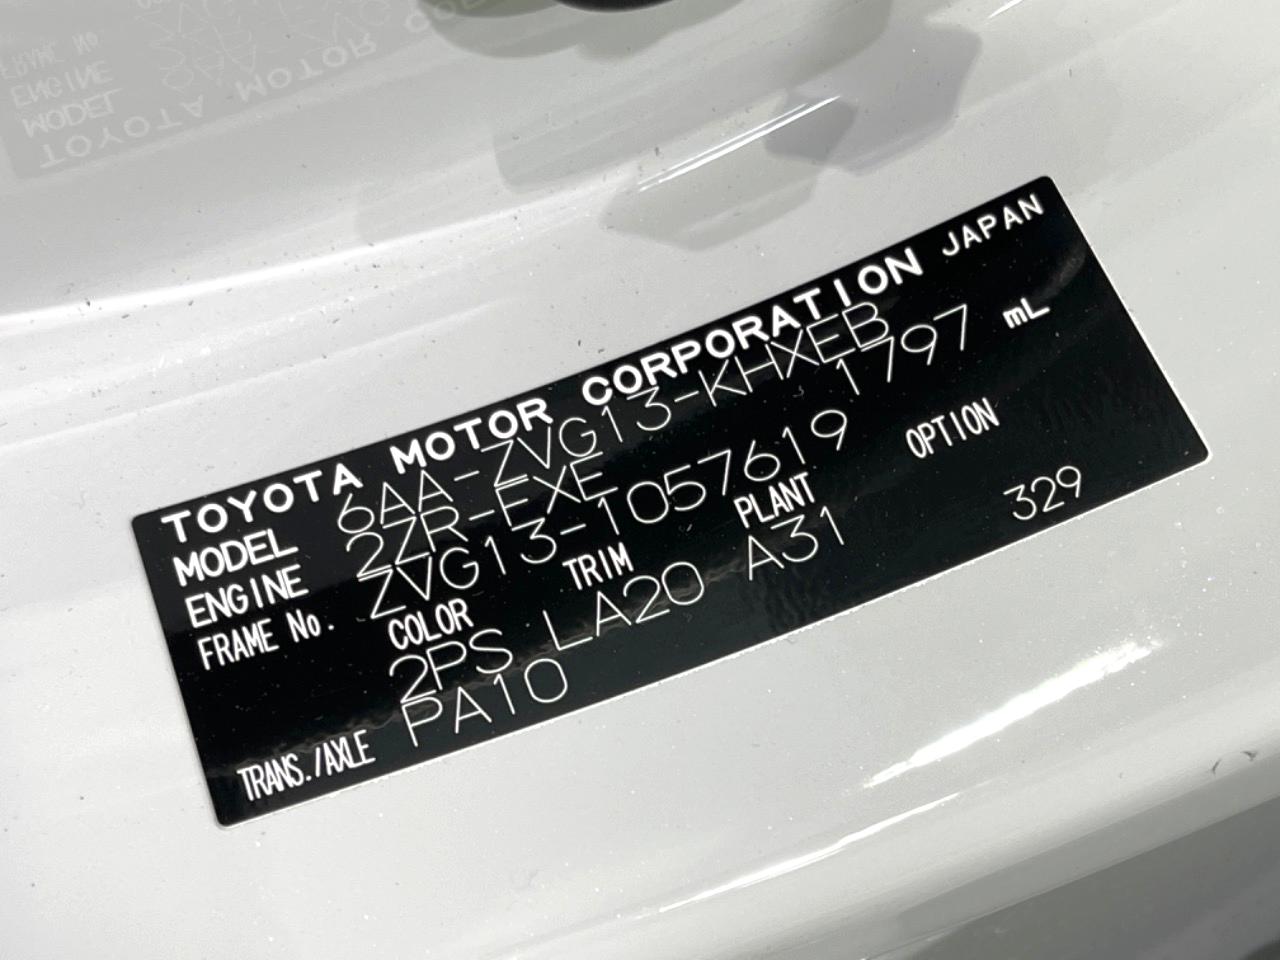 TOYOTA MOTOR CORPORATION JAPAN
MODEL 6AA-ZVG13-KHXEB
ENGINE 2ZR-FXE 1797 mL
FRAME No. ZVG13-1057619
COLOR TRIM PLANT OPTION
2PS LA20 A31 329
TRANS./AXLE PA10